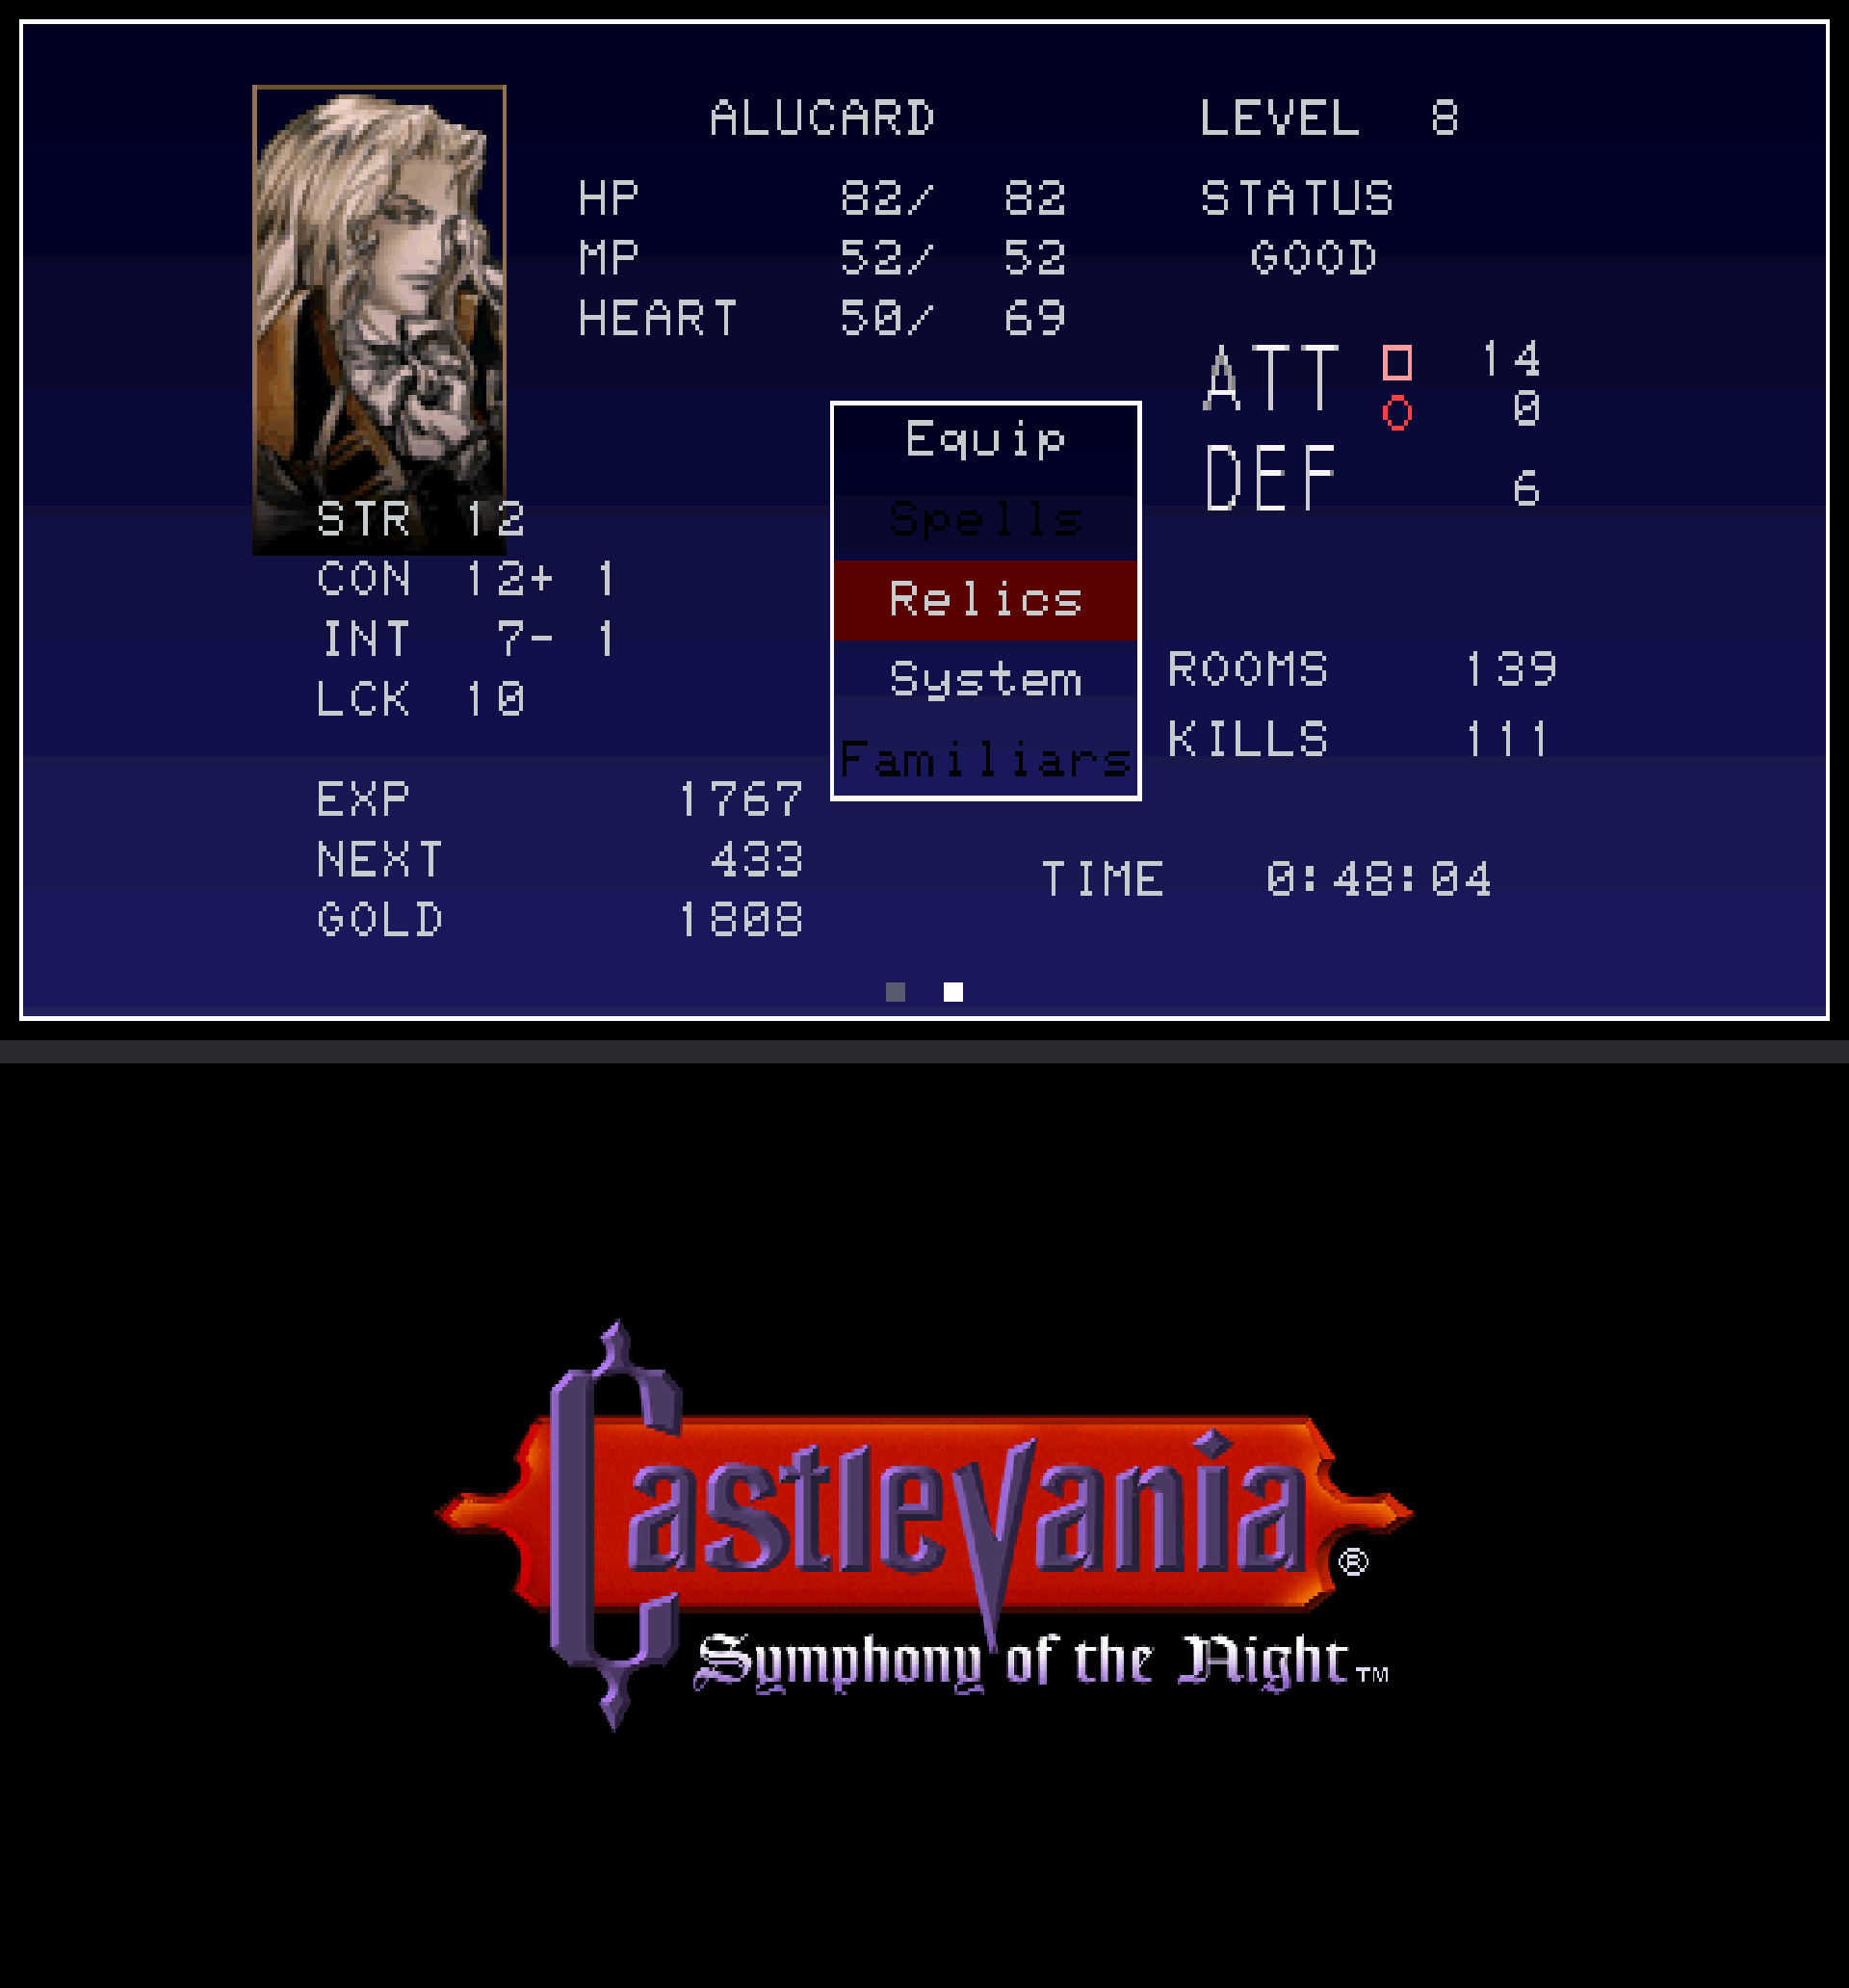 ALUCARD LEVEL 8
HP 82/ 82 STATUS
MP 52/ 52 GOOD
HEART 50/ 69
ATT 14
0
DEF 6
Equip
Spells
Relics
System
Familiars
STR 12
CON 12+ 1
INT 7- 1
LCK 10
ROOMS 139
KILLS 111
EXP 1767
NEXT 433
GOLD 1808
TIME 0:48:04
Castlevania®
Symphony of the Night™